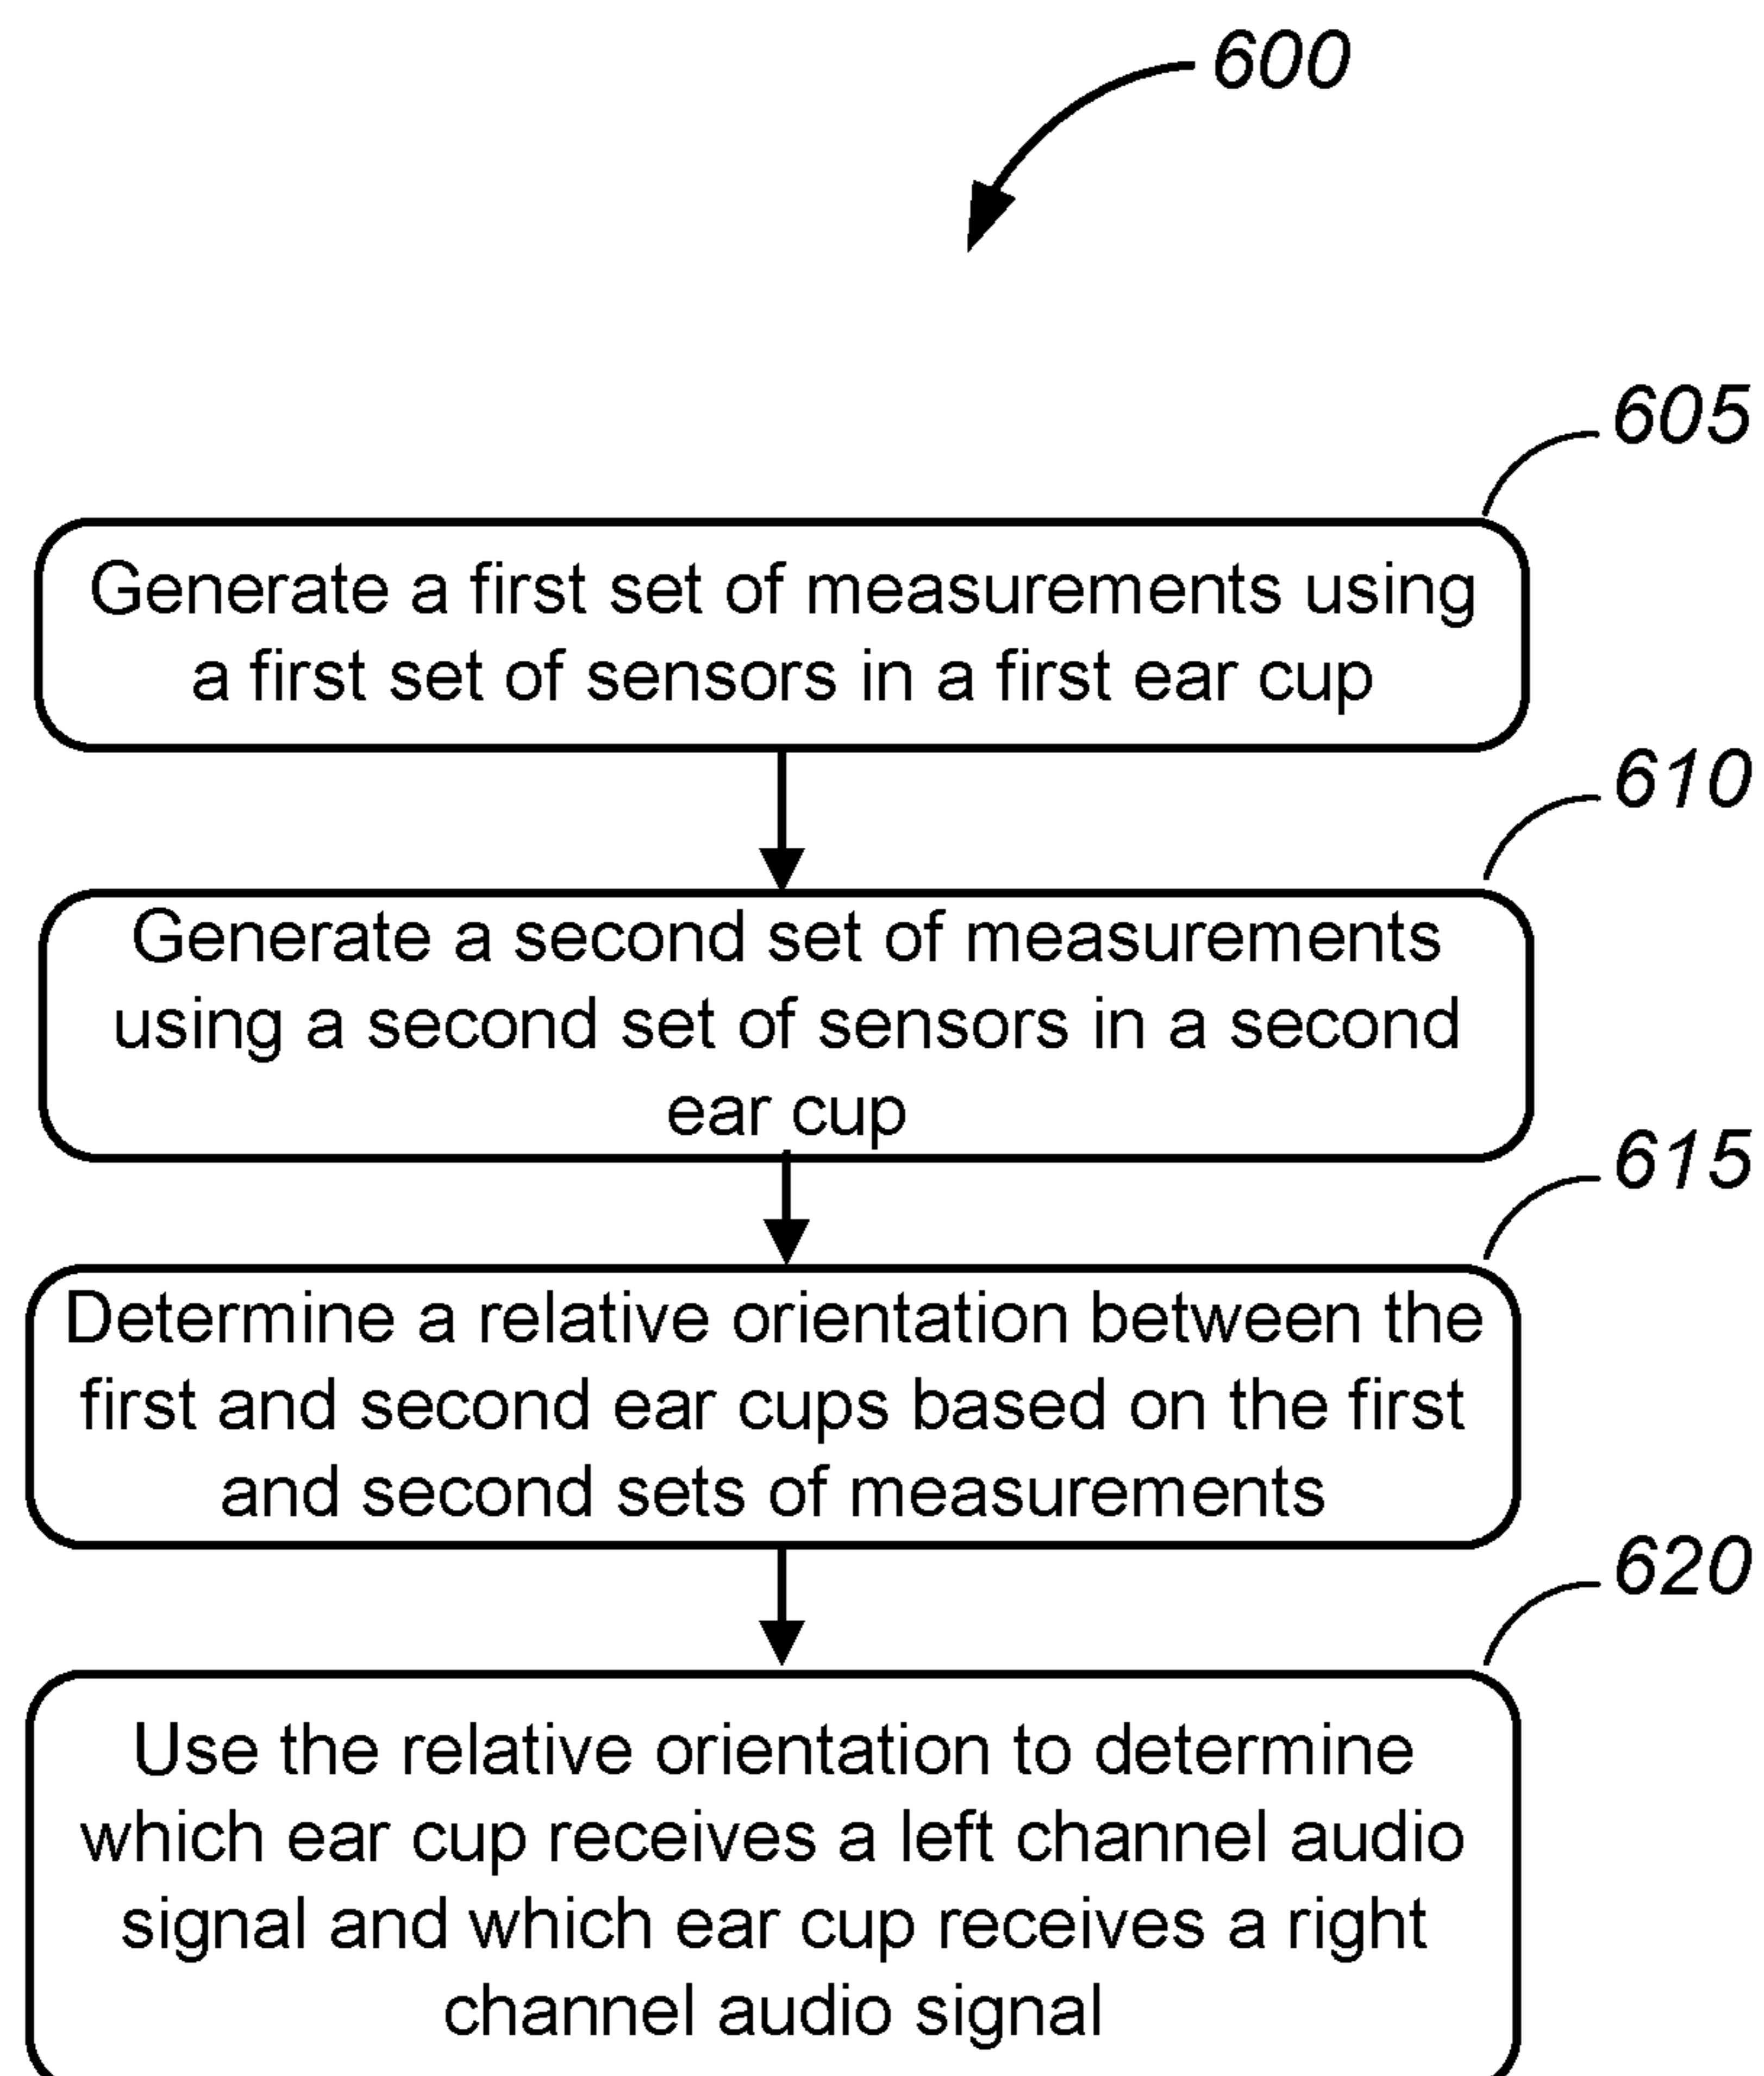 600
605
Generate a first set of measurements using
a first set of sensors in a first ear cup
610
Generate a second set of measurements
using a second set of sensors in a second
ear cup
615
Determine a relative orientation between the
first and second ear cups based on the first
and second sets of measurements
620
Use the relative orientation to determine
which ear cup receives a left channel audio
signal and which ear cup receives a right
channel audio signal